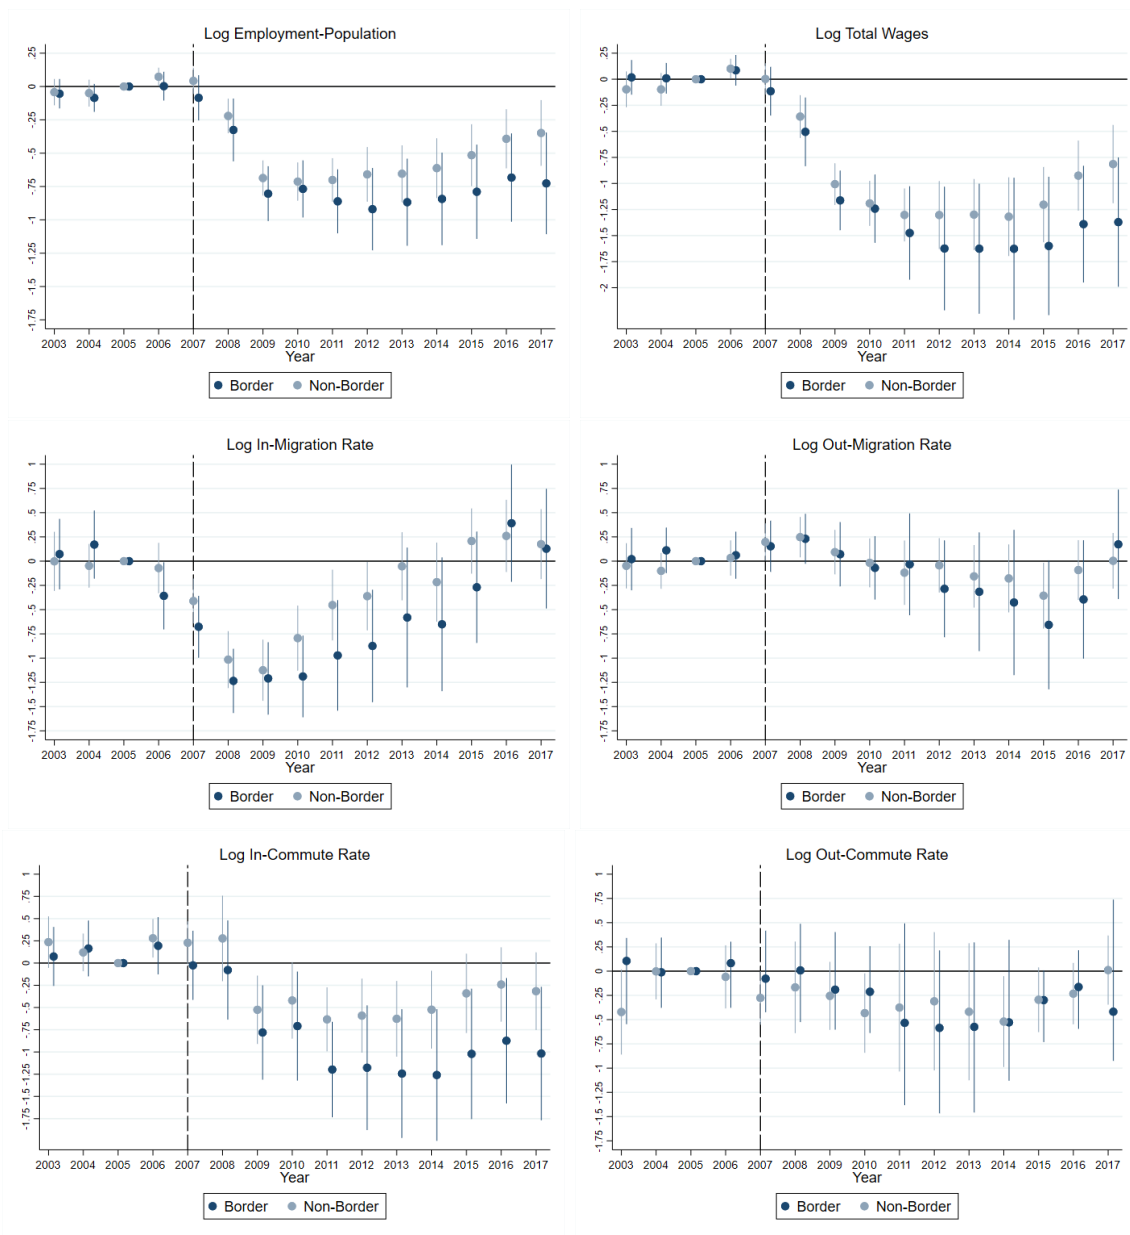 Log Employment-Population
.25
0
-.25
-.5
-.75
-1
-1.25
-1.5
-1.75
2003 2004 2005 2006 2007 2008 2009 2010 2011 2012 2013 2014 2015 2016 2017
Year
Border Non-Border
Log Total Wages
.25
0
-.25
-.5
-.75
-1
-1.25
-1.5
-1.75
-2
2003 2004 2005 2006 2007 2008 2009 2010 2011 2012 2013 2014 2015 2016 2017
Year
Border Non-Border
Log In-Migration Rate
1
.75
.5
.25
0
-.25
-.5
-.75
-1
-1.25
-1.5
-1.75
2003 2004 2005 2006 2007 2008 2009 2010 2011 2012 2013 2014 2015 2016 2017
Year
Border Non-Border
Log Out-Migration Rate
1
.75
.5
.25
0
-.25
-.5
-.75
-1
-1.25
-1.5
-1.75
2003 2004 2005 2006 2007 2008 2009 2010 2011 2012 2013 2014 2015 2016 2017
Year
Border Non-Border
Log In-Commute Rate
1
.75
.5
.25
0
-.25
-.5
-.75
-1
-1.25
-1.5
-1.75
2003 2004 2005 2006 2007 2008 2009 2010 2011 2012 2013 2014 2015 2016 2017
Year
Border Non-Border
Log Out-Commute Rate
1
.75
.5
.25
0
-.25
-.5
-.75
-1
-1.25
-1.5
-1.75
2003 2004 2005 2006 2007 2008 2009 2010 2011 2012 2013 2014 2015 2016 2017
Year
Border Non-Border